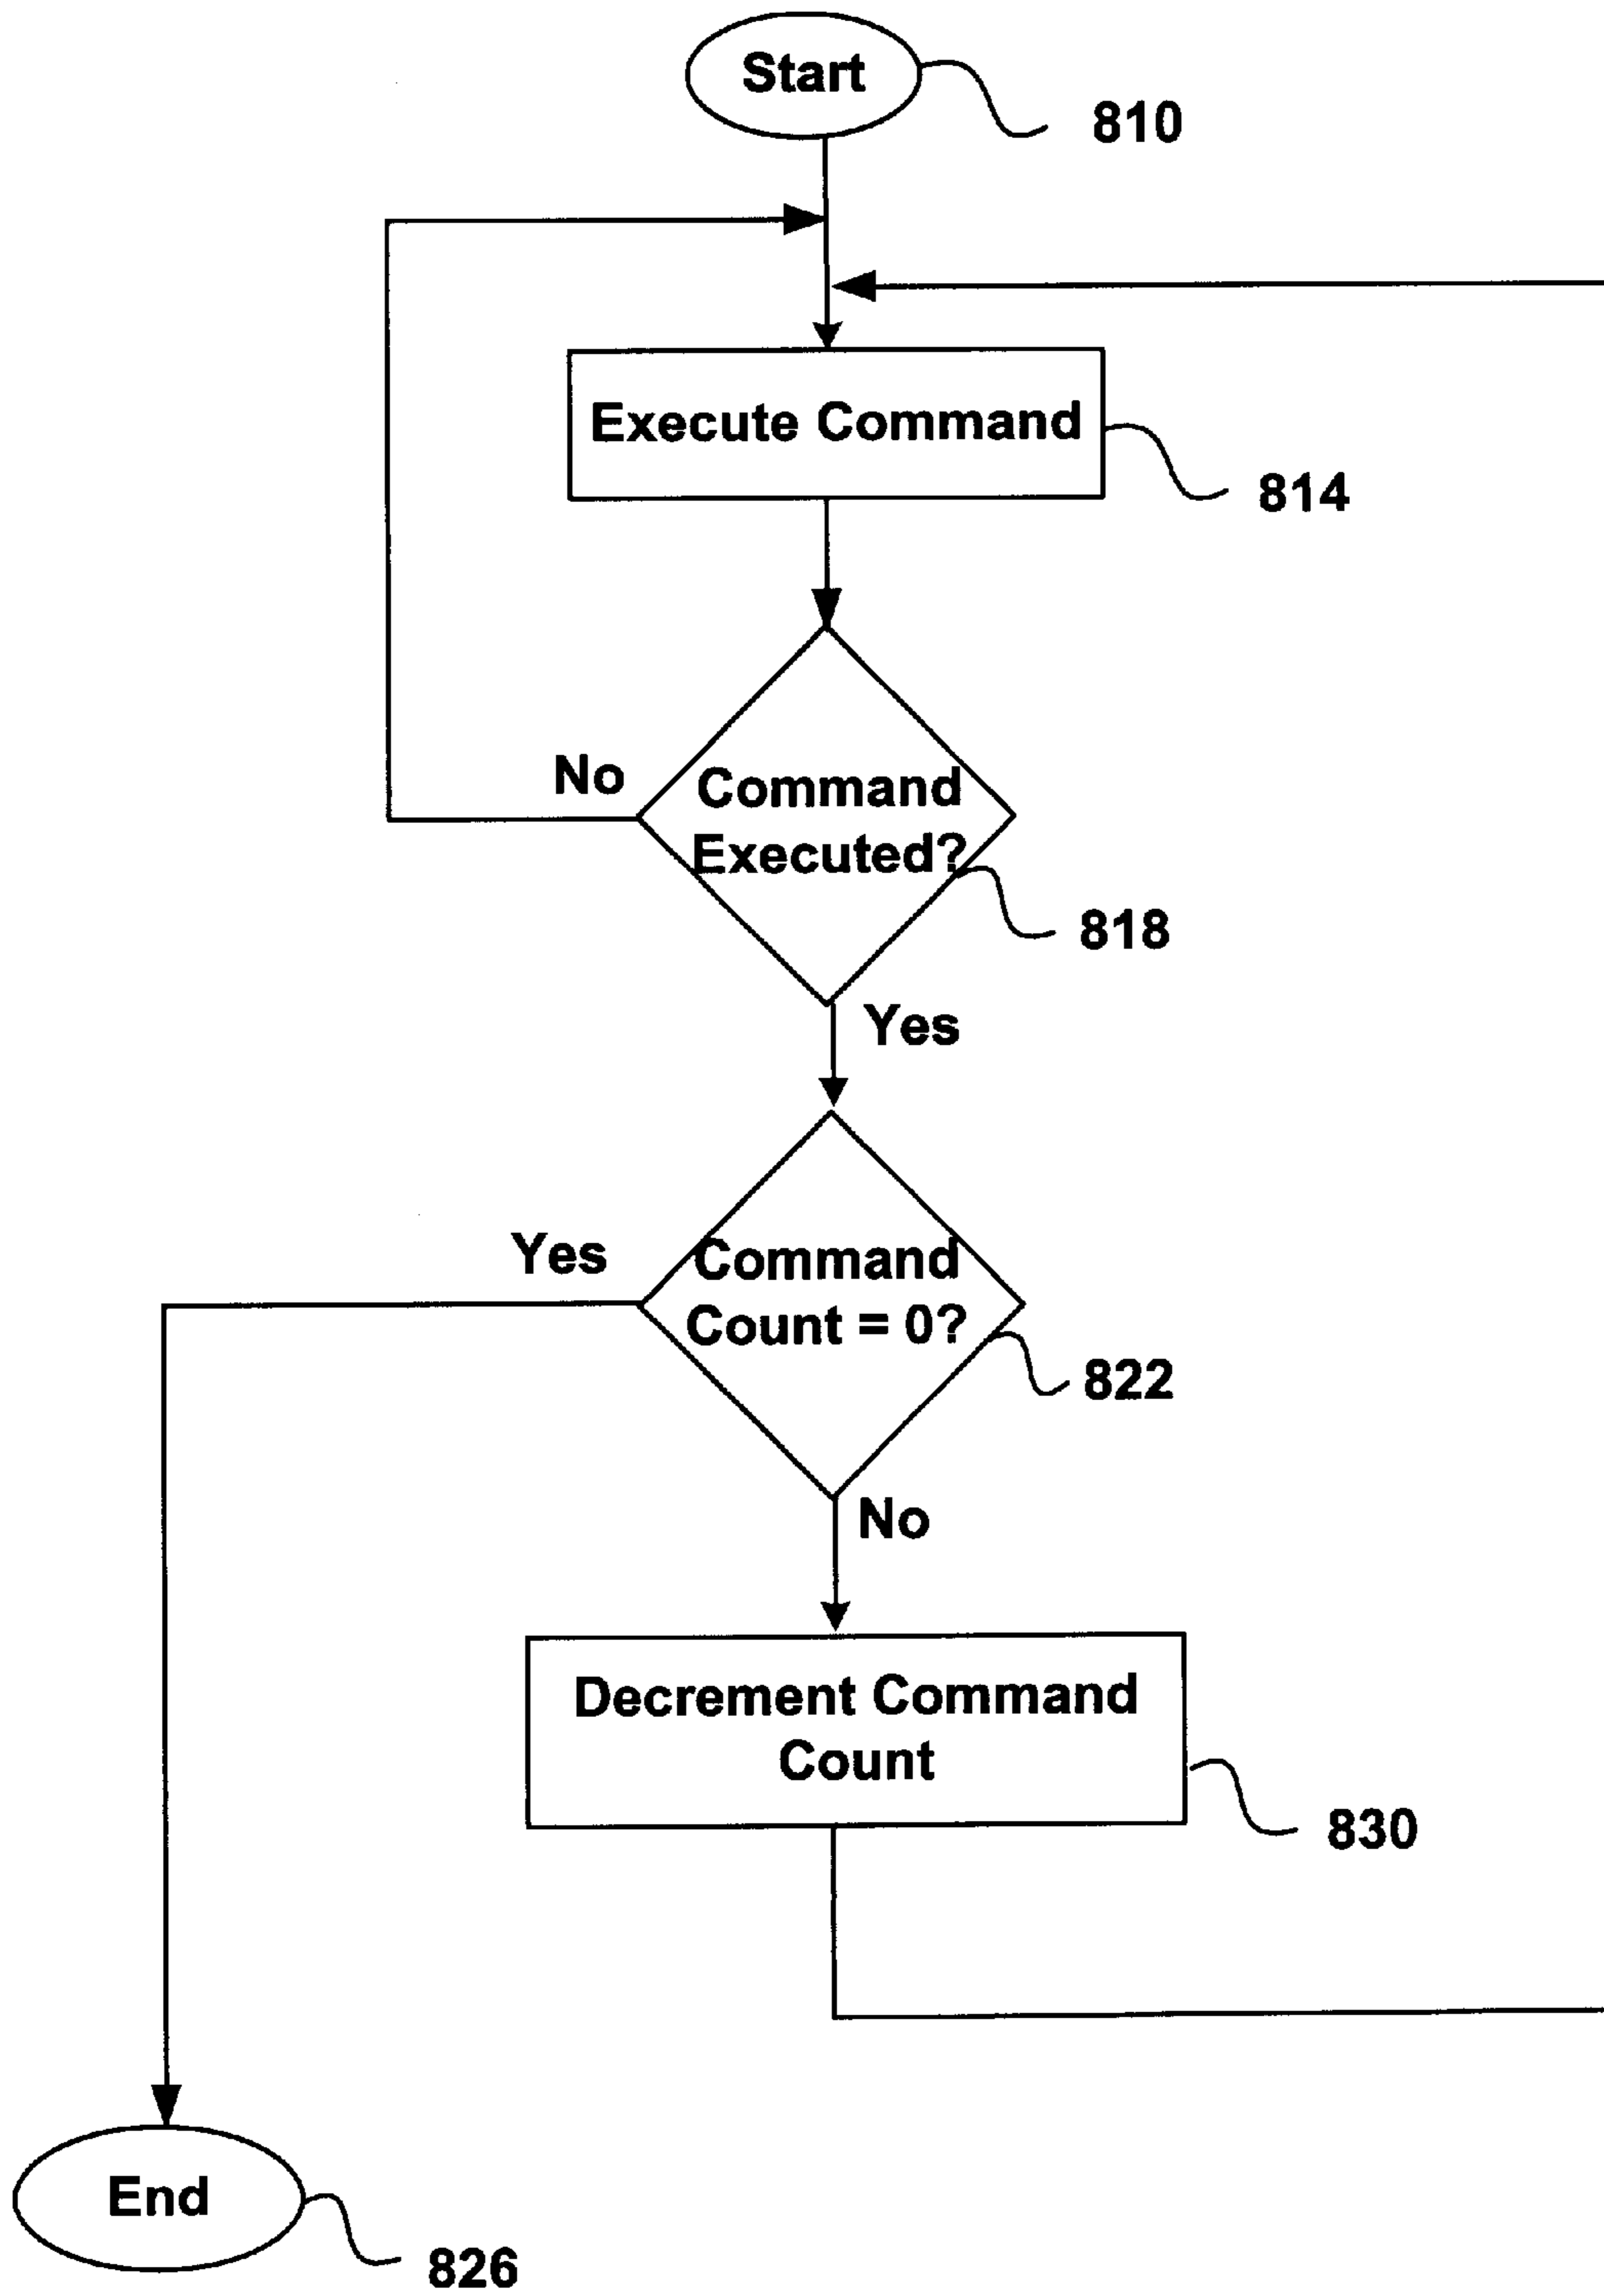 Start
810
Execute Command
814
No
Command
Executed?
818
Yes
Yes
Command
Count = 0?
822
No
Decrement Command
Count
830
End
826